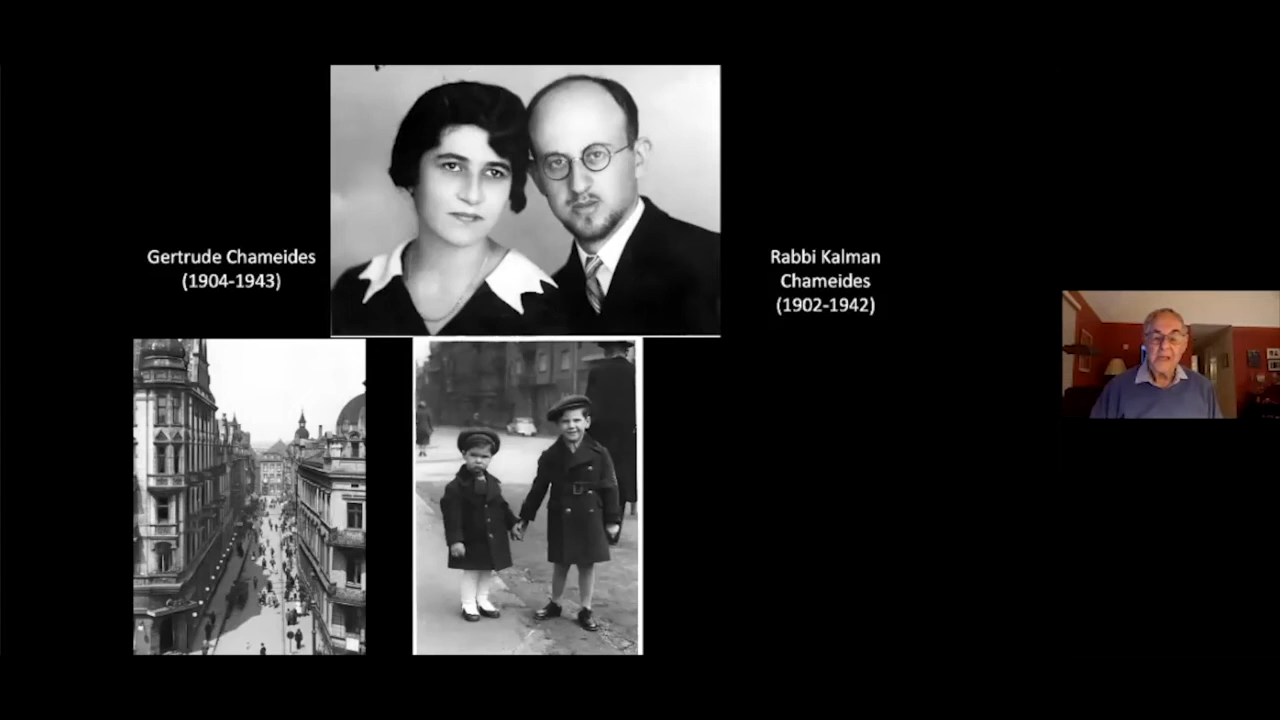 Gertrude Chameides
(1904-1943)
Rabbi Kalman
Chameides
(1902-1942)